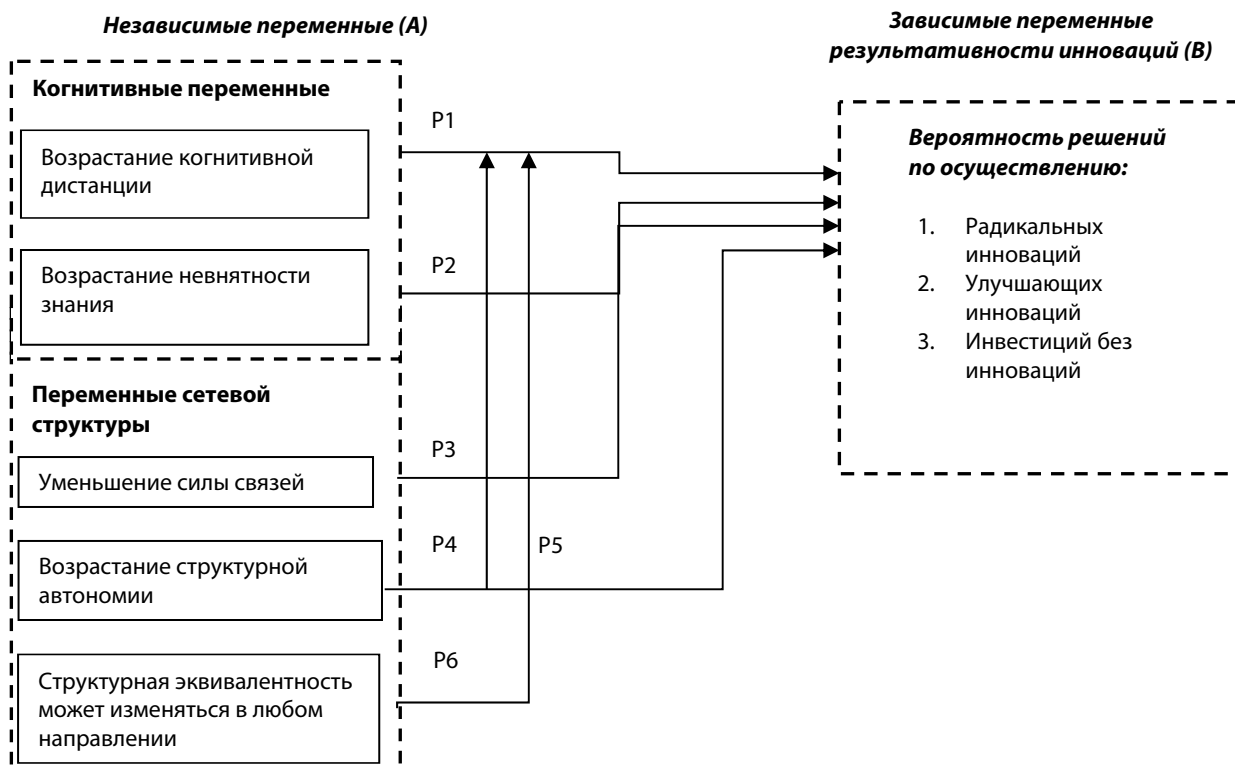 Независимые переменные (А)
Зависимые переменные
результативности инноваций (В)
Когнитивные переменные
Возрастание когнитивной
дистанции
Возрастание невнятности
знания
Переменные сетевой
структуры
Уменьшение силы связей
Возрастание структурной
автономии
Структурная эквивалентность
может изменяться в любом
направлении
P1
P2
P3
P4
P5
P6
Вероятность решений
по осуществлению:
1. Радикальных
инноваций
2. Улучшающих
инноваций
3. Инвестиций без
инноваций